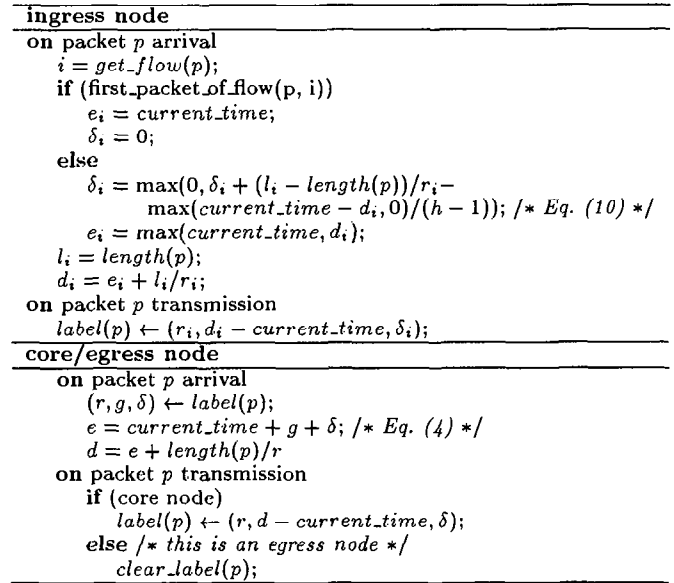 ingress node
on packet p arrival
i = get_flow(p);
if (first_packet_of_flow(p, i))
e_i = current_time;
δ_i = 0;
else
δ_i = max(0, δ_i + (l_i − length(p))/r_i−
max(current_time − d_i, 0)/(h − 1)); /* Eq. (10) */
e_i = max(current_time, d_i);
l_i = length(p);
d_i = e_i + l_i/r_i;
on packet p transmission
label(p) ← (r_i, d_i − current_time, δ_i);
core/egress node
on packet p arrival
(r, g, δ) ← label(p);
e = current_time + g + δ; /* Eq. (4) */
d = e + length(p)/r
on packet p transmission
if (core node)
label(p) ← (r, d − current_time, δ);
else /* this is an egress node */
clear_label(p);